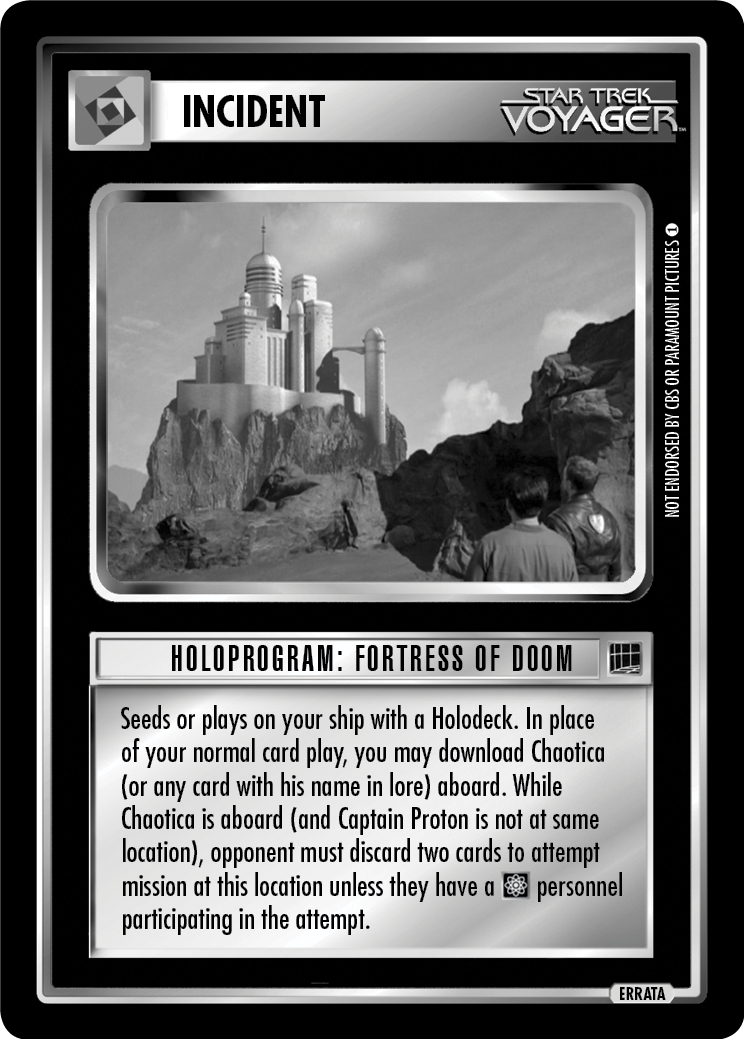 INCIDENT
STAR TREK
VOYAGER™
NOT ENDORSED BY CBS OR PARAMOUNT PICTURES 1
HOLOPROGRAM: FORTRESS OF DOOM
Seeds or plays on your ship with a Holodeck. In place
of your normal card play, you may download Chaotica
(or any card with his name in lore) aboard. While
Chaotica is aboard (and Captain Proton is not at same
location), opponent must discard two cards to attempt
mission at this location unless they have a personnel
participating in the attempt.
ERRATA